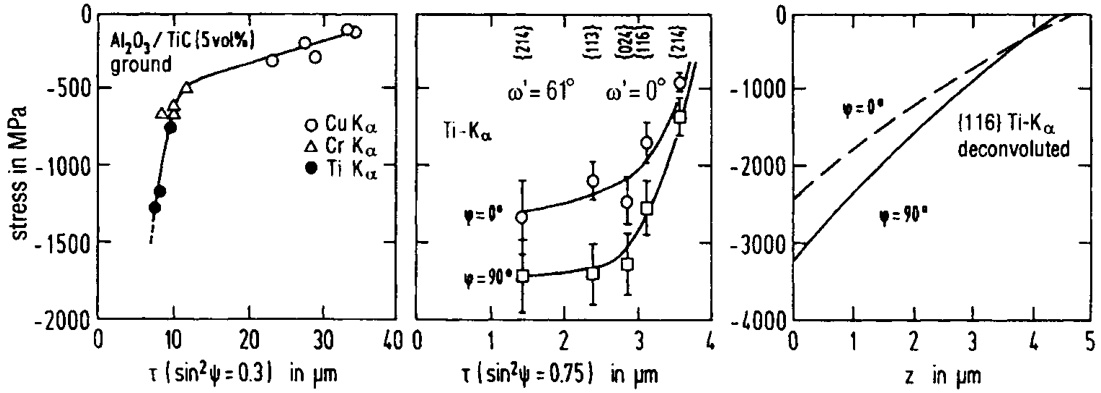 stress in MPa
0
-500
-1000
-1500
-2000
Al₂O₃/TiC (5 vol%)
ground
○ Cu Kα
△ Cr Kα
● Ti Kα
0 10 20 30 40
τ (sin²ψ = 0.3) in µm
{214} {113} {024} {116} {214}
ω' = 61° ω' = 0°
Ti-Kα
φ = 0°
φ = 90°
0 1 2 3 4
τ (sin²ψ = 0.75) in µm
0
-1000
-2000
-3000
-4000
φ = 0°
{116} Ti-Kα
deconvoluted
φ = 90°
0 1 2 3 4 5
z in µm